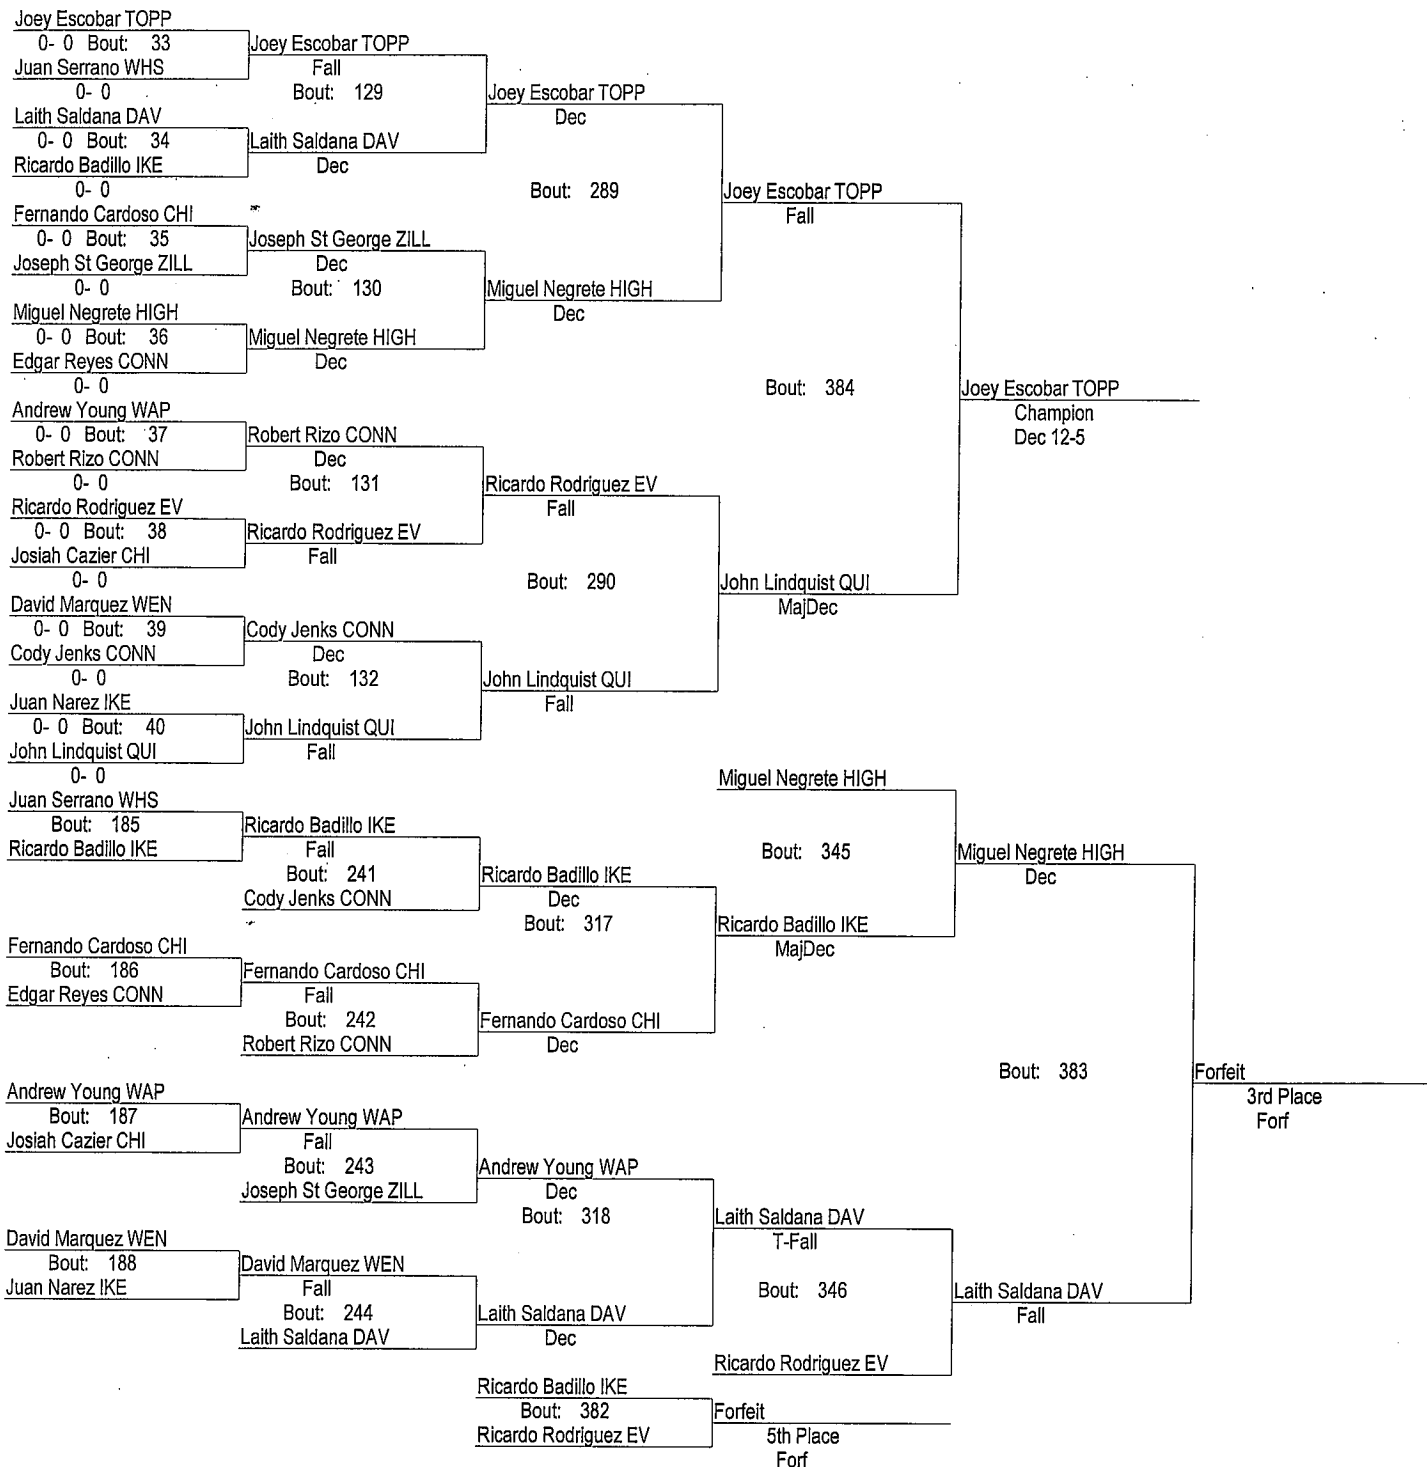 Joey Escobar TOPP
0- 0 Bout: 33
Juan Serrano WHS
0- 0
Laith Saldana DAV
0- 0 Bout: 34
Ricardo Badillo IKE
0- 0
Fernando Cardoso CHI
0- 0 Bout: 35
Joseph St George ZILL
0- 0
Miguel Negrete HIGH
0- 0 Bout: 36
Edgar Reyes CONN
0- 0
Andrew Young WAP
0- 0 Bout: 37
Robert Rizo CONN
0- 0
Ricardo Rodriguez EV
0- 0 Bout: 38
Josiah Cazier CHI
0- 0
David Marquez WEN
0- 0 Bout: 39
Cody Jenks CONN
0- 0
Juan Narez IKE
0- 0 Bout: 40
John Lindquist QUI
0- 0
Joey Escobar TOPP
Fall
Bout: 129
Laith Saldana DAV
Dec
Joseph St George ZILL
Dec
Bout: 130
Miguel Negrete HIGH
Dec
Robert Rizo CONN
Dec
Bout: 131
Ricardo Rodriguez EV
Fall
Cody Jenks CONN
Dec
Bout: 132
John Lindquist QUI
Fall
Joey Escobar TOPP
Dec
Bout: 289
Miguel Negrete HIGH
Dec
Ricardo Rodriguez EV
Fall
Bout: 290
John Lindquist QUI
Fall
Joey Escobar TOPP
Fall
Bout: 384
John Lindquist QUI
MajDec
Joey Escobar TOPP
Champion
Dec 12-5
Juan Serrano WHS
Bout: 185
Ricardo Badillo IKE
Fernando Cardoso CHI
Bout: 186
Edgar Reyes CONN
Andrew Young WAP
Bout: 187
Josiah Cazier CHI
David Marquez WEN
Bout: 188
Juan Narez IKE
Ricardo Badillo IKE
Fall
Bout: 241
Cody Jenks CONN
Fernando Cardoso CHI
Fall
Bout: 242
Robert Rizo CONN
Andrew Young WAP
Fall
Bout: 243
Joseph St George ZILL
David Marquez WEN
Fall
Bout: 244
Laith Saldana DAV
Ricardo Badillo IKE
Dec
Bout: 317
Fernando Cardoso CHI
Dec
Andrew Young WAP
Dec
Bout: 318
Laith Saldana DAV
Dec
Miguel Negrete HIGH
Bout: 345
Ricardo Badillo IKE
MajDec
Laith Saldana DAV
T-Fall
Bout: 346
Ricardo Rodriguez EV
Miguel Negrete HIGH
Dec
Bout: 383
Laith Saldana DAV
Fall
Forfeit
3rd Place
Forf
Ricardo Badillo IKE
Bout: 382
Ricardo Rodriguez EV
Forfeit
5th Place
Forf